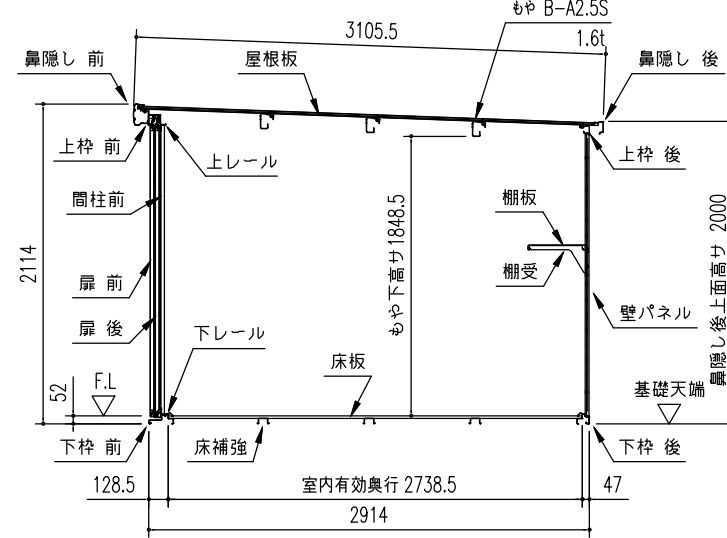 もや B−A2.5S
3105.5
1.6t
鼻隠し 前
屋根板
鼻隠し 後
上枠 前
上レール
上枠 後
間柱前
棚板
もや下高サ1848.5
鼻隠し後上面高サ 2000
2114
扉 前
棚受
壁パネル
扉 後
下レール
床板
52
F.L
基礎天端
下枠 前
床補強
下枠 後
128.5
室内有効奥行 2738.5
47
2914